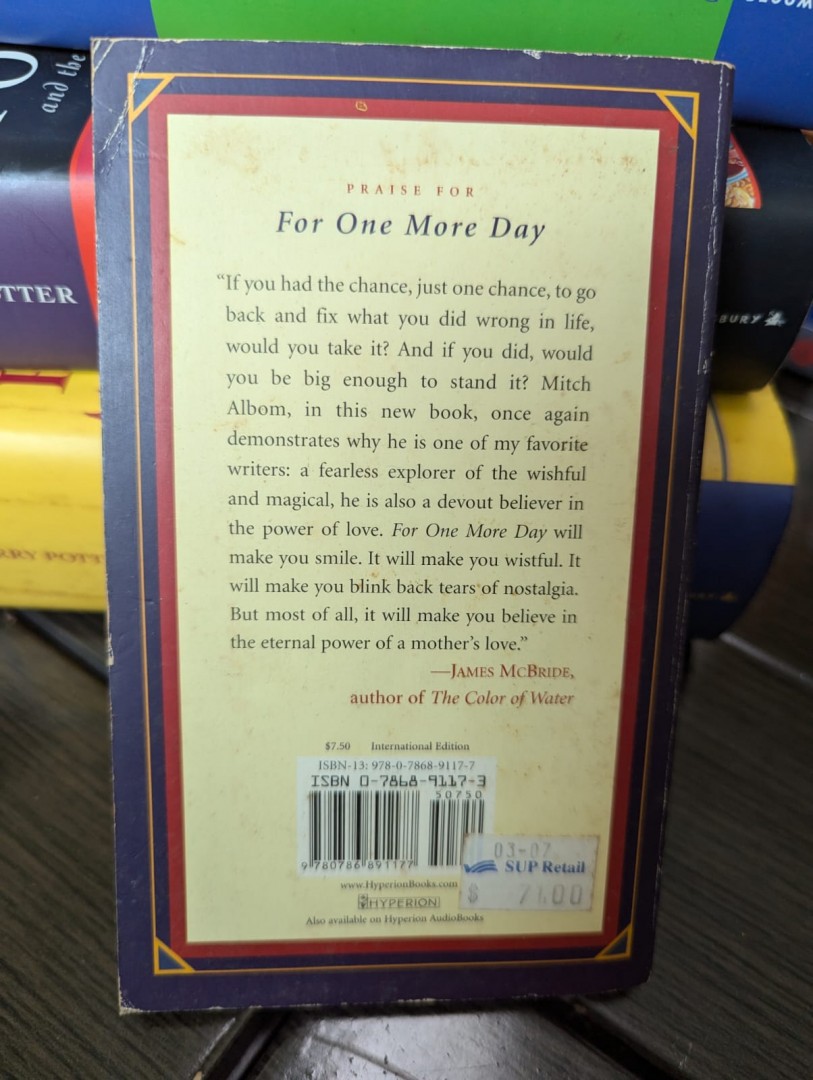 PRAISE FOR
For One More Day
“If you had the chance, just one chance, to go
back and fix what you did wrong in life,
would you take it? And if you did, would
you be big enough to stand it? Mitch
Albom, in this new book, once again
demonstrates why he is one of my favorite
writers: a fearless explorer of the wishful
and magical, he is also a devout believer in
the power of love. For One More Day will
make you smile. It will make you wistful. It
will make you blink back tears of nostalgia.
But most of all, it will make you believe in
the eternal power of a mother’s love.”
—JAMES MCBRIDE,
author of The Color of Water
$7.50 International Edition
ISBN-13: 978-0-7868-9117-7
ISBN 0-7868-9117-3
50750
9 780786 891177
03-07
SUP Retail
$ 71.00
www.HyperionBooks.com
HYPERION
Also available on Hyperion AudioBooks
and the
TTER
BURY
RRY POTT